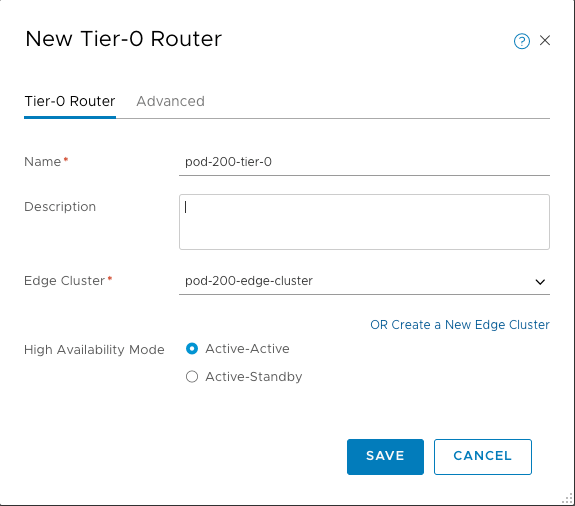 New Tier-0 Router
?
Tier-0 Router Advanced
Name* pod-200-tier-0
Description
Edge Cluster* pod-200-edge-cluster
OR Create a New Edge Cluster
High Availability Mode Active-Active
Active-Standby
SAVE CANCEL